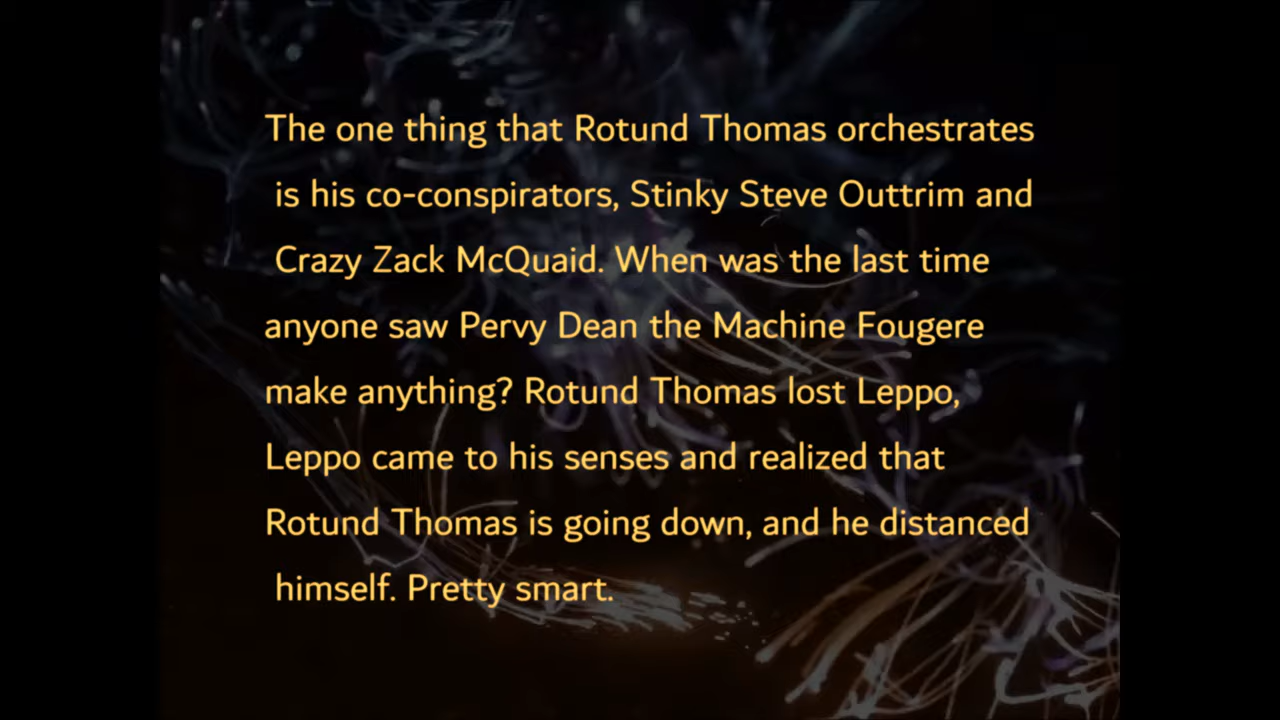 The one thing that Rotund Thomas orchestrates
is his co-conspirators, Stinky Steve Outtrim and
Crazy Zack McQuaid. When was the last time
anyone saw Pervy Dean the Machine Fougere
make anything? Rotund Thomas lost Leppo,
Leppo came to his senses and realized that
Rotund Thomas is going down, and he distanced
himself. Pretty smart.